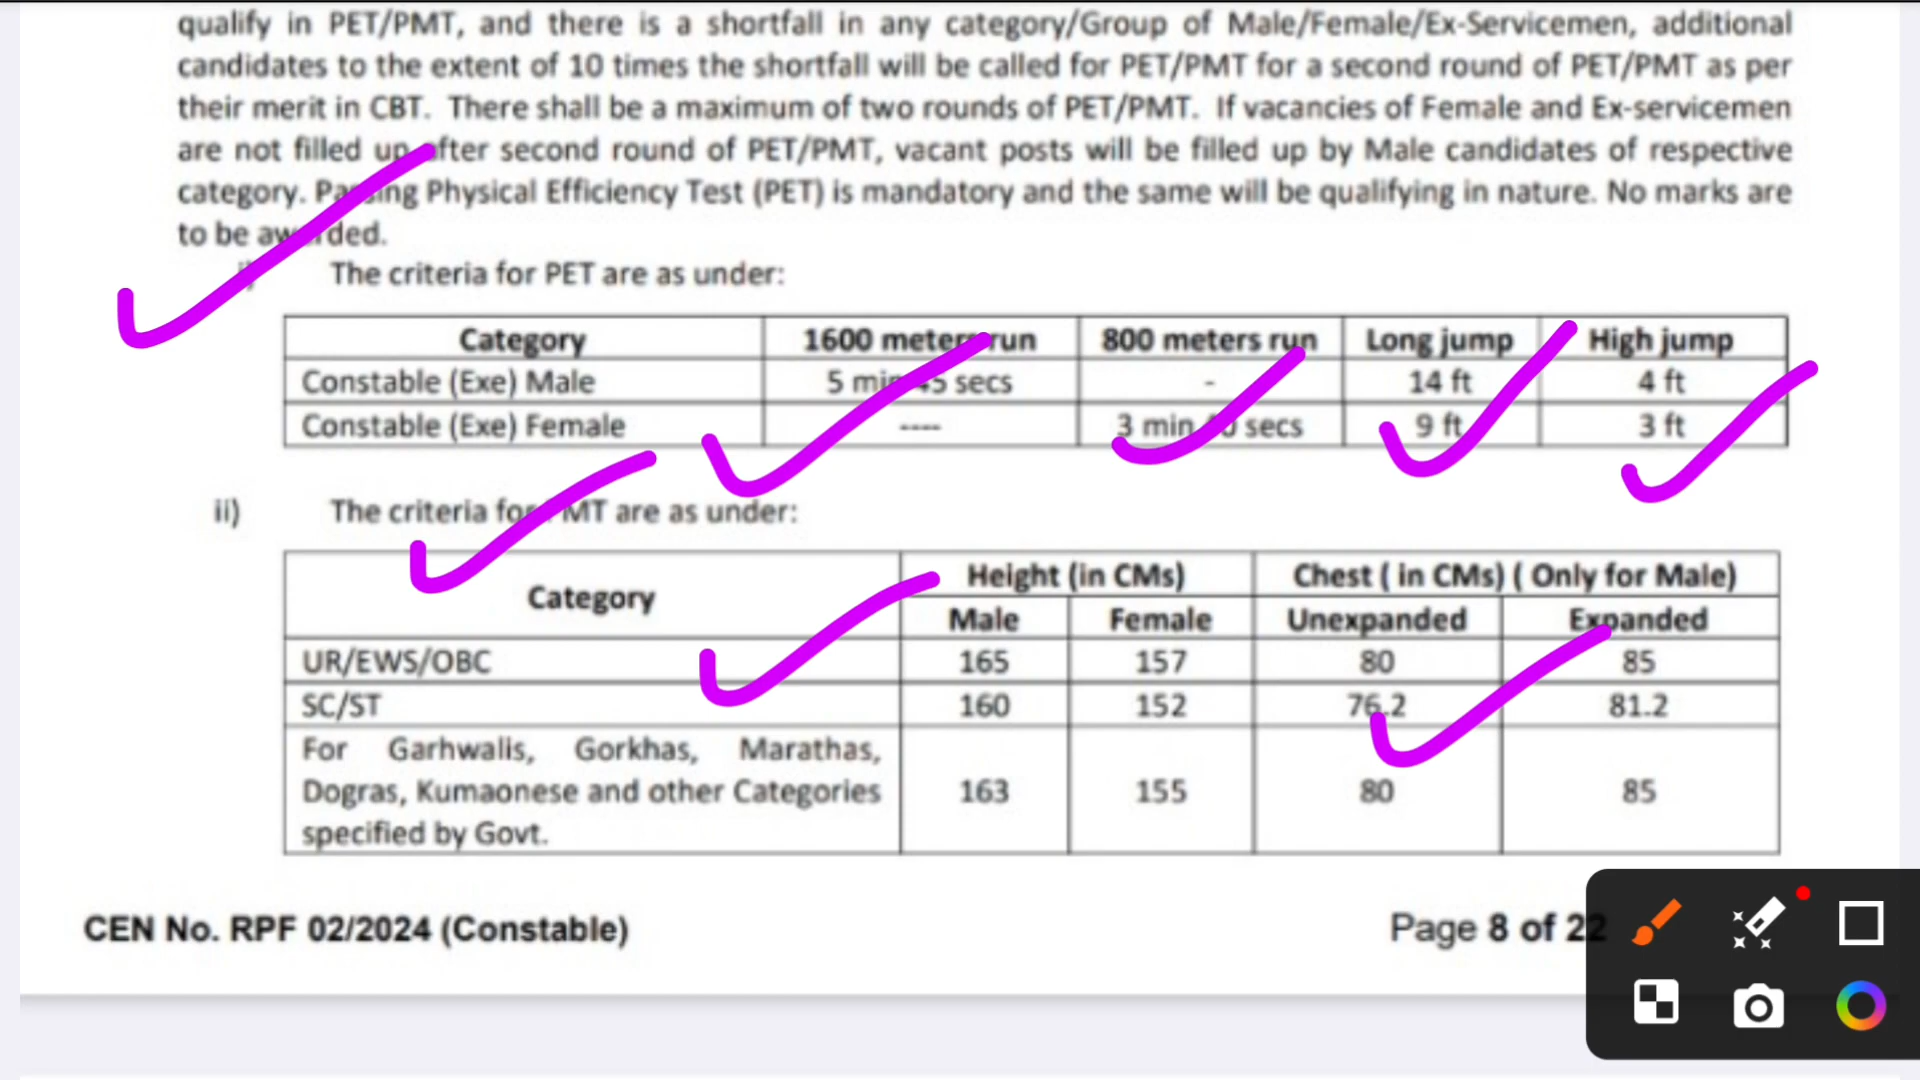 qualify in PET/PMT, and there is a shortfall in any category/Group of Male/Female/Ex-Servicemen, additional
candidates to the extent of 10 times the shortfall will be called for PET/PMT for a second round of PET/PMT as per
their merit in CBT. There shall be a maximum of two rounds of PET/PMT. If vacancies of Female and Ex-servicemen
are not filled up after second round of PET/PMT, vacant posts will be filled up by Male candidates of respective
category. Passing Physical Efficiency Test (PET) is mandatory and the same will be qualifying in nature. No marks are
to be awarded.
The criteria for PET are as under:
Category 1600 meters run 800 meters run Long jump High jump
Constable (Exe) Male 5 min 45 secs - 14 ft 4 ft
Constable (Exe) Female ---- 3 min secs 9 ft 3 ft
ii) The criteria for PMT are as under:
Category Height (in CMs) Chest ( in CMs) ( Only for Male)
Male Female Unexpanded Expanded
UR/EWS/OBC 165 157 80 85
SC/ST 160 152 76.2 81.2
For Garhwalis, Gorkhas, Marathas,
Dogras, Kumaonese and other Categories 163 155 80 85
specified by Govt.
CEN No. RPF 02/2024 (Constable) Page 8 of 22